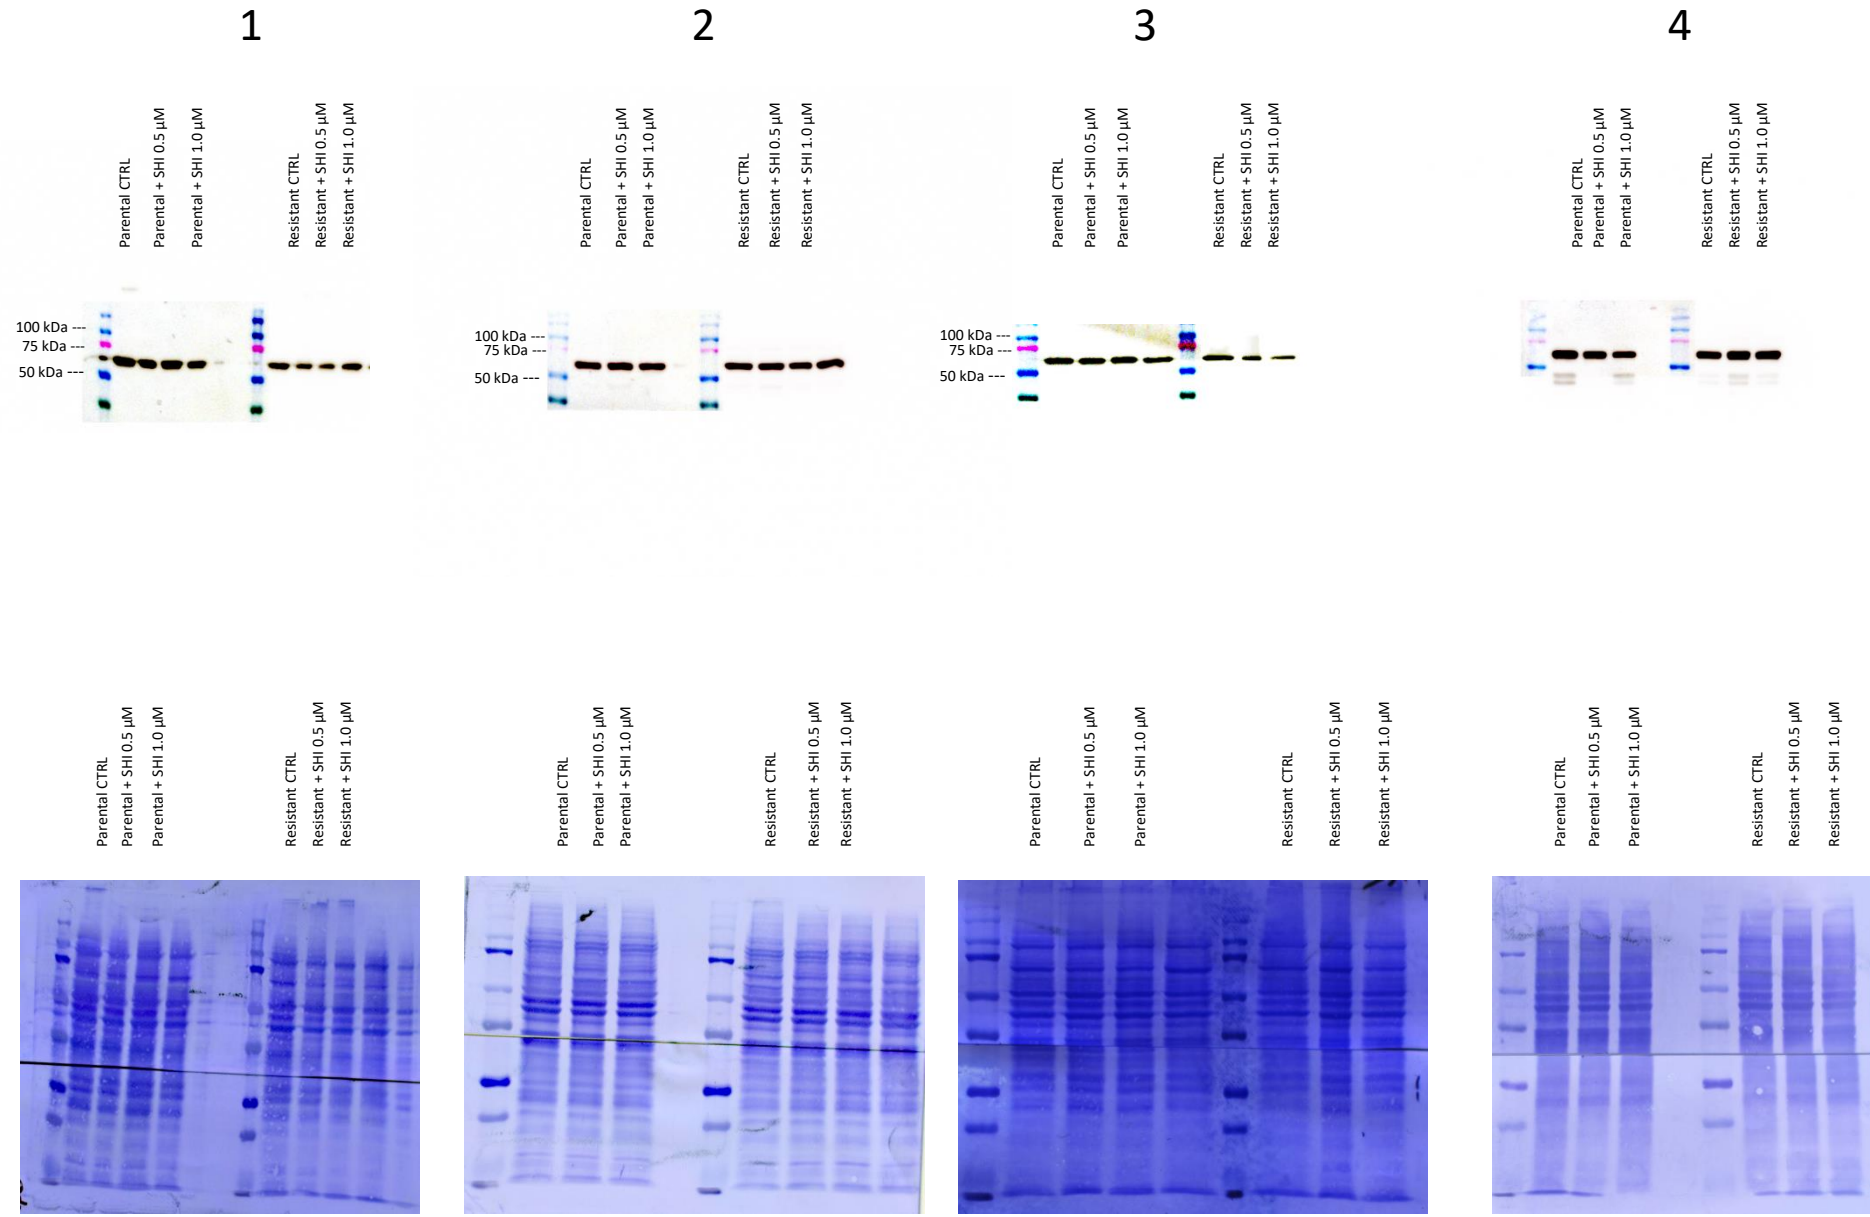 1
2
3
4
Parental CTRL
Parental + SHI 0.5 µM
Parental + SHI 1.0 µM
Resistant CTRL
Resistant + SHI 0.5 µM
Resistant + SHI 1.0 µM
Parental CTRL
Parental + SHI 0.5 µM
Parental + SHI 1.0 µM
Resistant CTRL
Resistant + SHI 0.5 µM
Resistant + SHI 1.0 µM
Parental CTRL
Parental + SHI 0.5 µM
Parental + SHI 1.0 µM
Resistant CTRL
Resistant + SHI 0.5 µM
Resistant + SHI 1.0 µM
Parental CTRL
Parental + SHI 0.5 µM
Parental + SHI 1.0 µM
Resistant CTRL
Resistant + SHI 0.5 µM
Resistant + SHI 1.0 µM
100 kDa ---
75 kDa ---
50 kDa ---
100 kDa ---
75 kDa ---
50 kDa ---
100 kDa ---
75 kDa ---
50 kDa ---
Parental CTRL
Parental + SHI 0.5 µM
Parental + SHI 1.0 µM
Resistant CTRL
Resistant + SHI 0.5 µM
Resistant + SHI 1.0 µM
Parental CTRL
Parental + SHI 0.5 µM
Parental + SHI 1.0 µM
Resistant CTRL
Resistant + SHI 0.5 µM
Resistant + SHI 1.0 µM
Parental CTRL
Parental + SHI 0.5 µM
Parental + SHI 1.0 µM
Resistant CTRL
Resistant + SHI 0.5 µM
Resistant + SHI 1.0 µM
Parental CTRL
Parental + SHI 0.5 µM
Parental + SHI 1.0 µM
Resistant CTRL
Resistant + SHI 0.5 µM
Resistant + SHI 1.0 µM